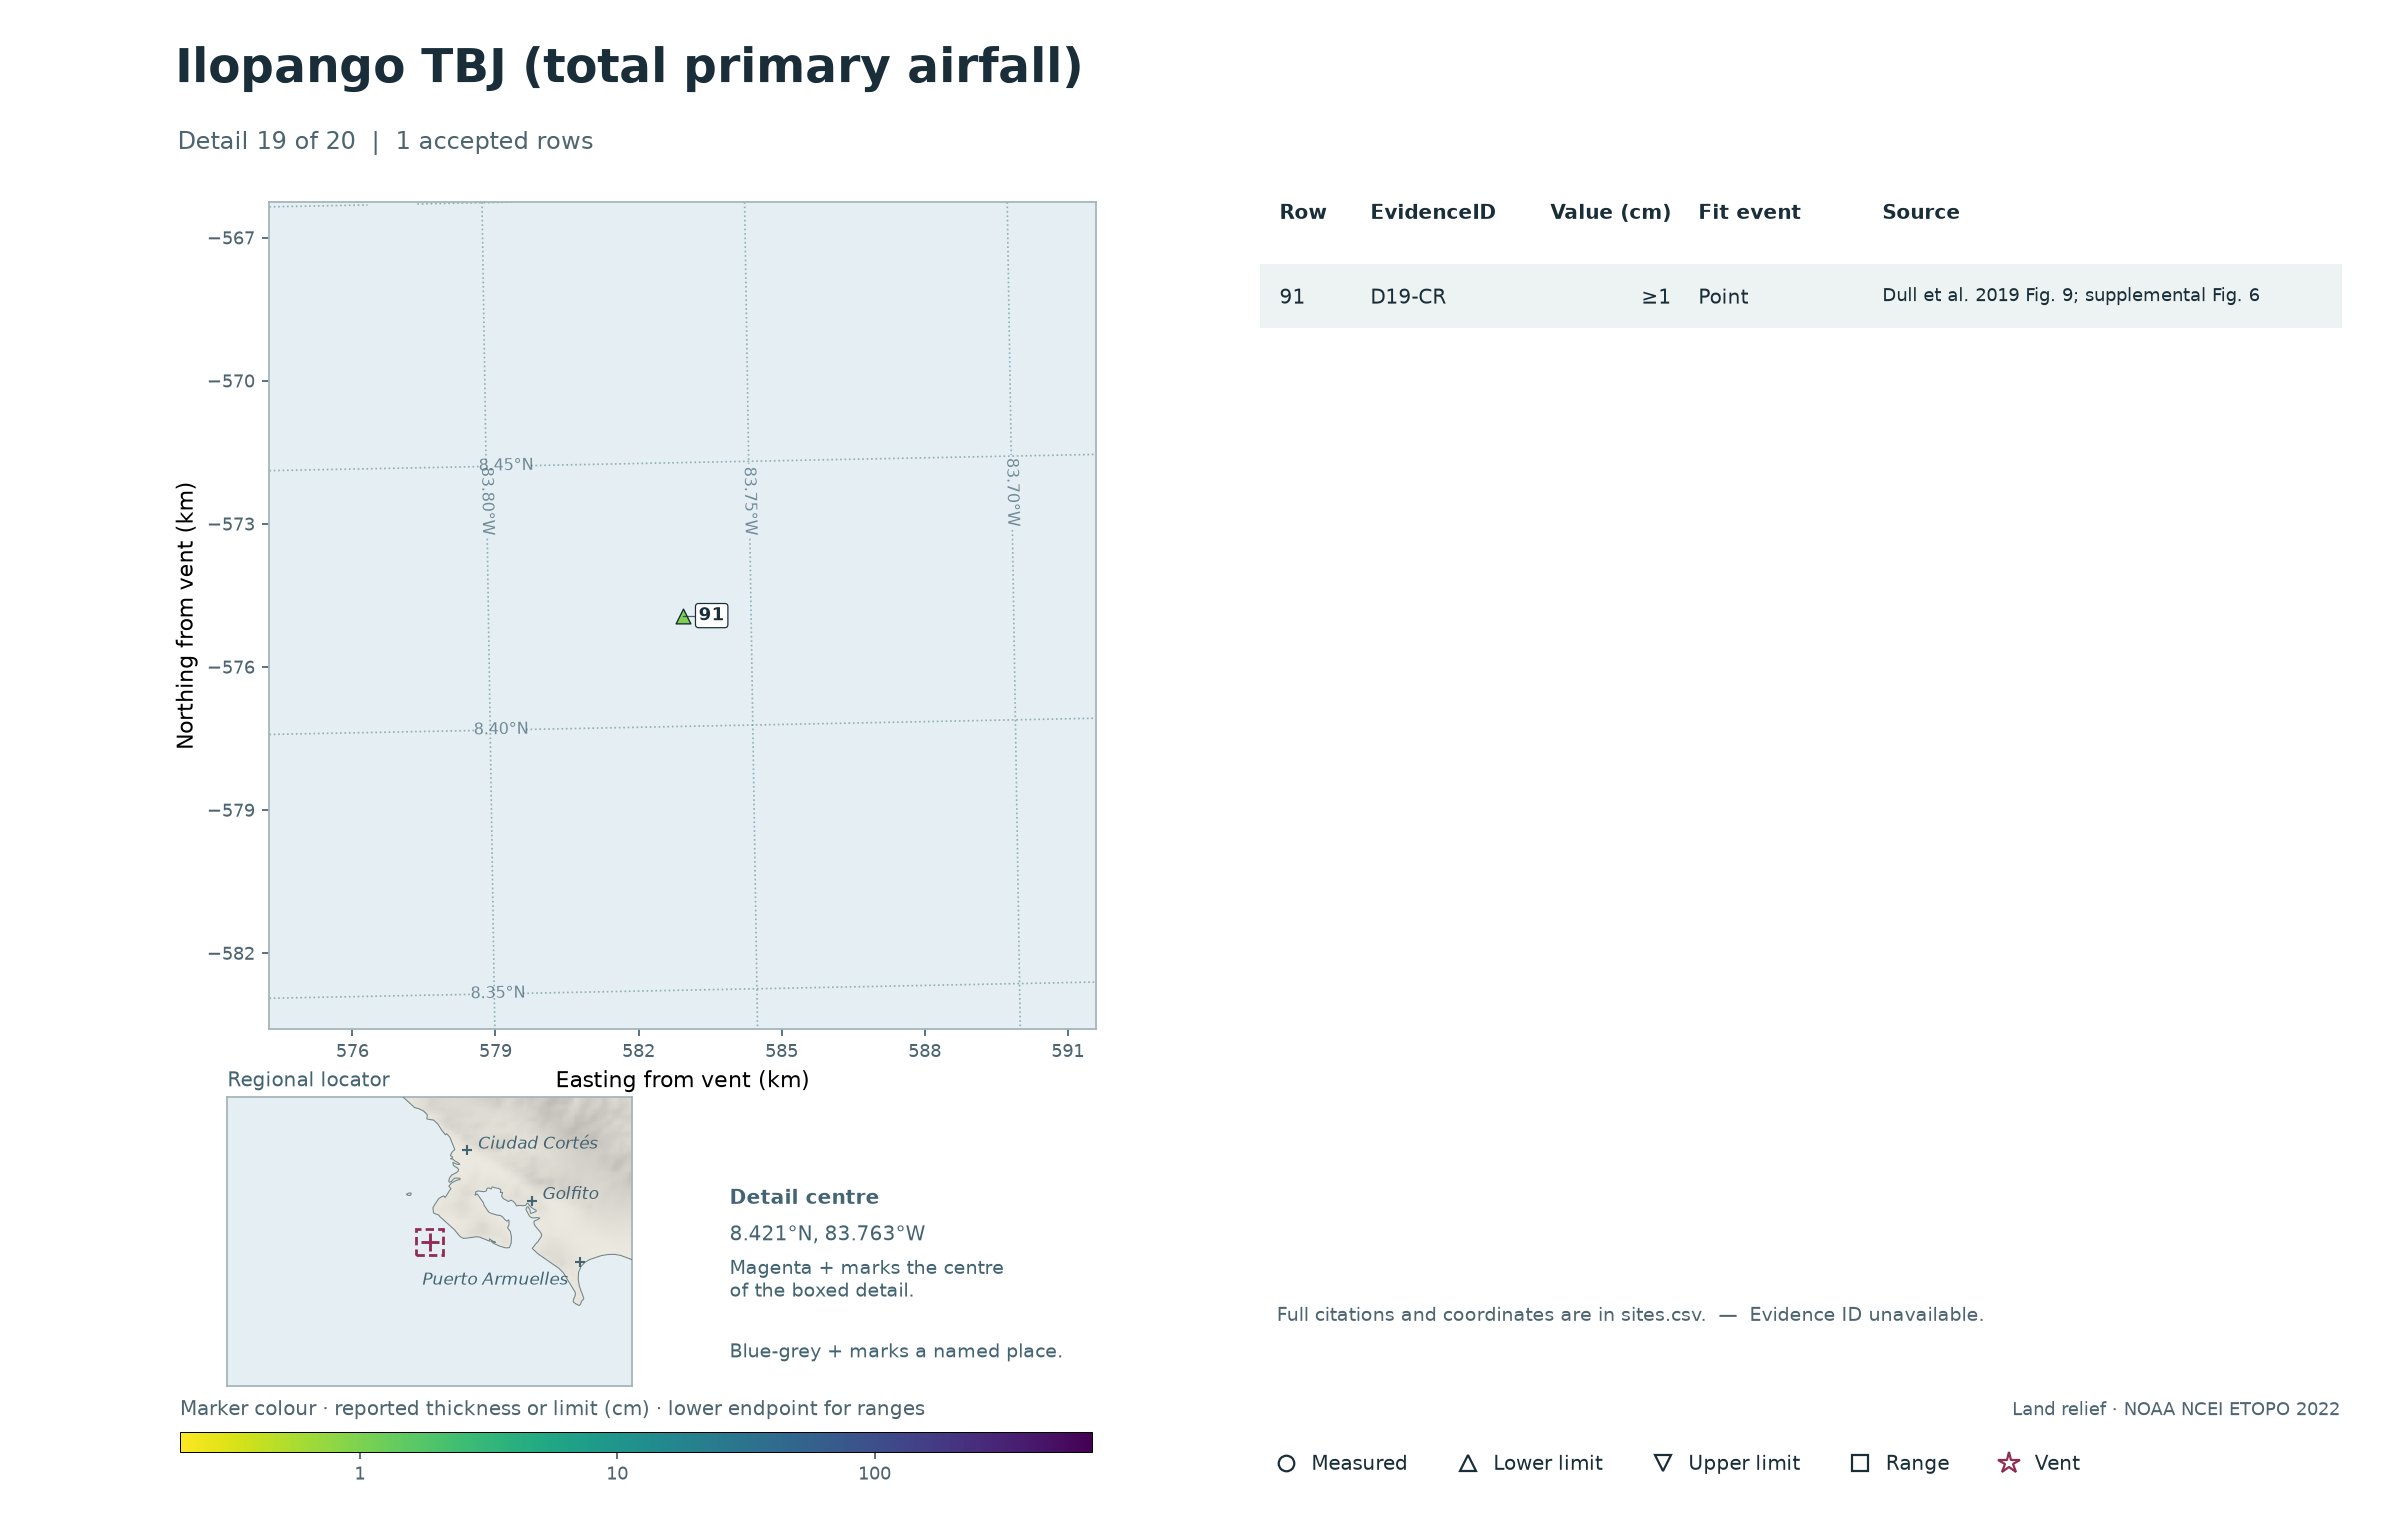 Ilopango TBJ (total primary airfall)
Detail 19 of 20 | 1 accepted rows
Row EvidenceID Value (cm) Fit event Source
91 D19-CR ≥1 Point Dull et al. 2019 Fig. 9; supplemental Fig. 6
Northing from vent (km)
−567
−570
−573
−576
−579
−582
8.45°N
8.40°N
8.35°N
83.80°W
83.75°W
83.70°W
91
576 579 582 585 588 591
Easting from vent (km)
Regional locator
Ciudad Cortés
Golfito
Puerto Armuelles
Detail centre
8.421°N, 83.763°W
Magenta + marks the centre
of the boxed detail.
Blue-grey + marks a named place.
Full citations and coordinates are in sites.csv. — Evidence ID unavailable.
Marker colour · reported thickness or limit (cm) · lower endpoint for ranges
1 10 100
Land relief · NOAA NCEI ETOPO 2022
Measured Lower limit Upper limit Range Vent